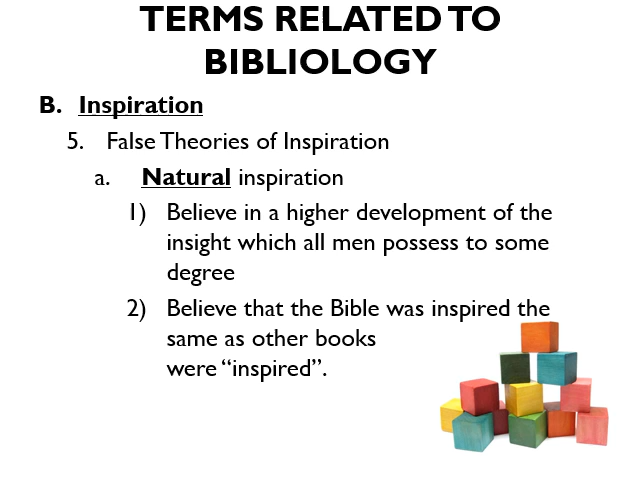 TERMS RELATED TO
BIBLIOLOGY
B. Inspiration
5. False Theories of Inspiration
a. Natural inspiration
1) Believe in a higher development of the
insight which all men possess to some
degree
2) Believe that the Bible was inspired the
same as other books
were “inspired”.